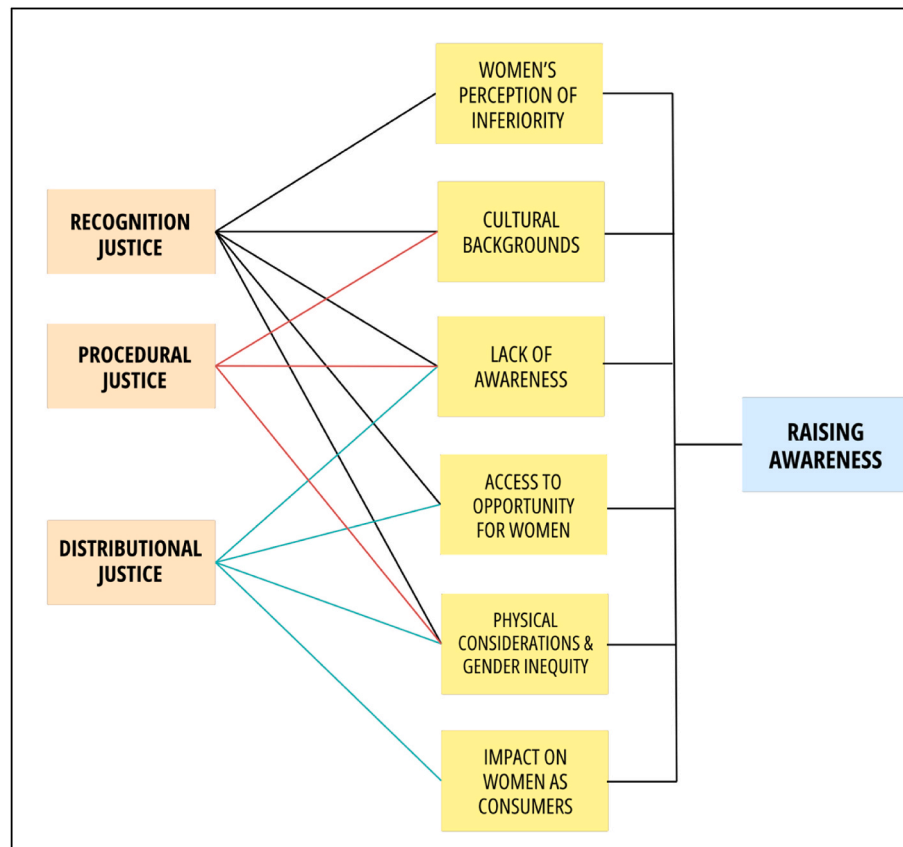 WOMEN'S
PERCEPTION OF
INFERIORITY
RECOGNITION
JUSTICE
CULTURAL
BACKGROUNDS
PROCEDURAL
JUSTICE
LACK OF
AWARENESS
RAISING
AWARENESS
ACCESS TO
OPPORTUNITY
FOR WOMEN
DISTRIBUTIONAL
JUSTICE
PHYSICAL
CONSIDERATIONS &
GENDER INEQUITY
IMPACT ON
WOMEN AS
CONSUMERS